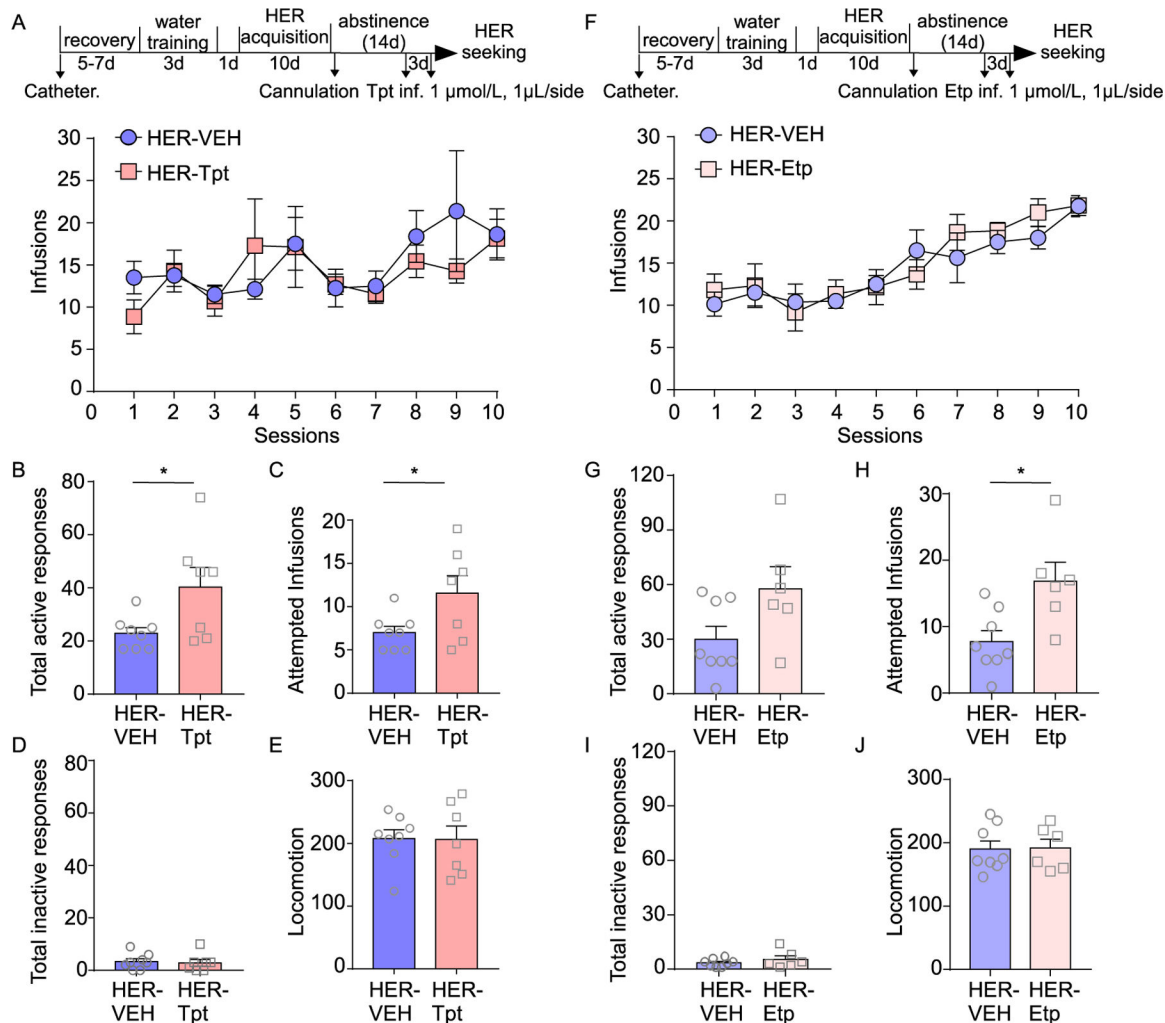 A
recovery
water
training
HER
acquisition
abstinence
(14d)
HER
seeking
5-7d
3d
1d
10d
3d
Catheter.
Cannulation Tpt inf. 1 µmol/L, 1µL/side
HER-VEH
HER-Tpt
Infusions
30
25
20
15
10
5
0
0 1 2 3 4 5 6 7 8 9 10
Sessions
F
recovery
water
training
HER
acquisition
abstinence
(14d)
HER
seeking
5-7d
3d
1d
10d
3d
Catheter.
Cannulation Etp inf. 1 µmol/L, 1µL/side
HER-VEH
HER-Etp
Infusions
30
25
20
15
10
5
0
0 1 2 3 4 5 6 7 8 9 10
Sessions
B
*
Total active responses
80
60
40
20
0
HER-
VEH
HER-
Tpt
C
*
Attempted Infusions
20
15
10
5
0
HER-
VEH
HER-
Tpt
G
Total active responses
120
90
60
30
0
HER-
VEH
HER-
Etp
H
*
Attempted Infusions
30
20
10
0
HER-
VEH
HER-
Etp
D
Total inactive responses
80
60
40
20
0
HER-
VEH
HER-
Tpt
E
Locomotion
300
200
100
0
HER-
VEH
HER-
Tpt
I
Total inactive responses
120
90
60
30
0
HER-
VEH
HER-
Etp
J
Locomotion
300
200
100
0
HER-
VEH
HER-
Etp